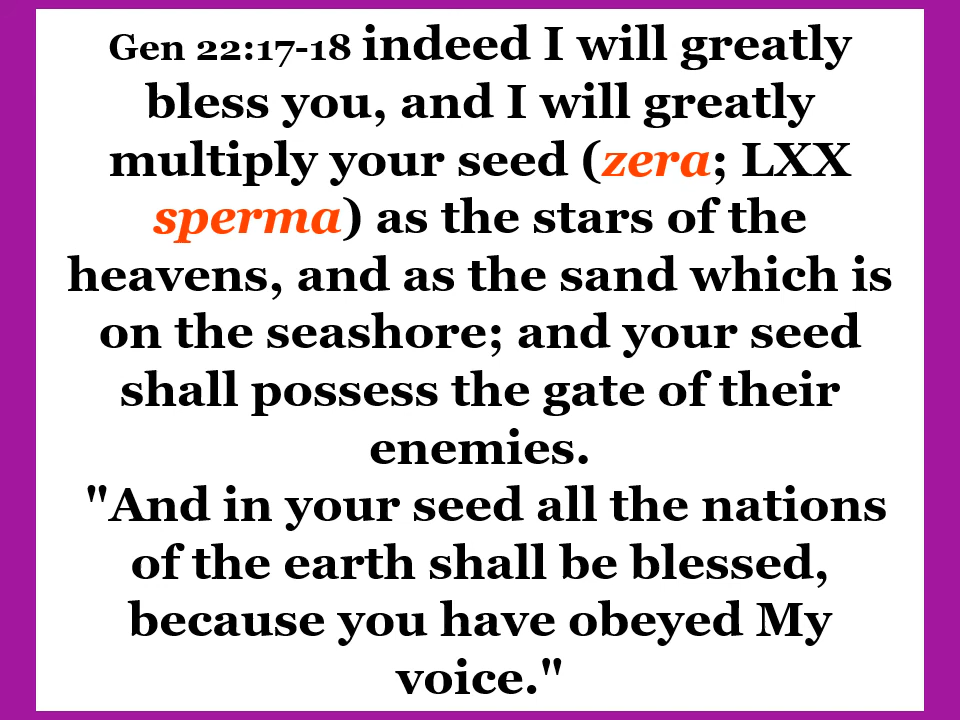 Gen 22:17-18 indeed I will greatly
bless you, and I will greatly
multiply your seed (zera; LXX
sperma) as the stars of the
heavens, and as the sand which is
on the seashore; and your seed
shall possess the gate of their
enemies.
"And in your seed all the nations
of the earth shall be blessed,
because you have obeyed My
voice."